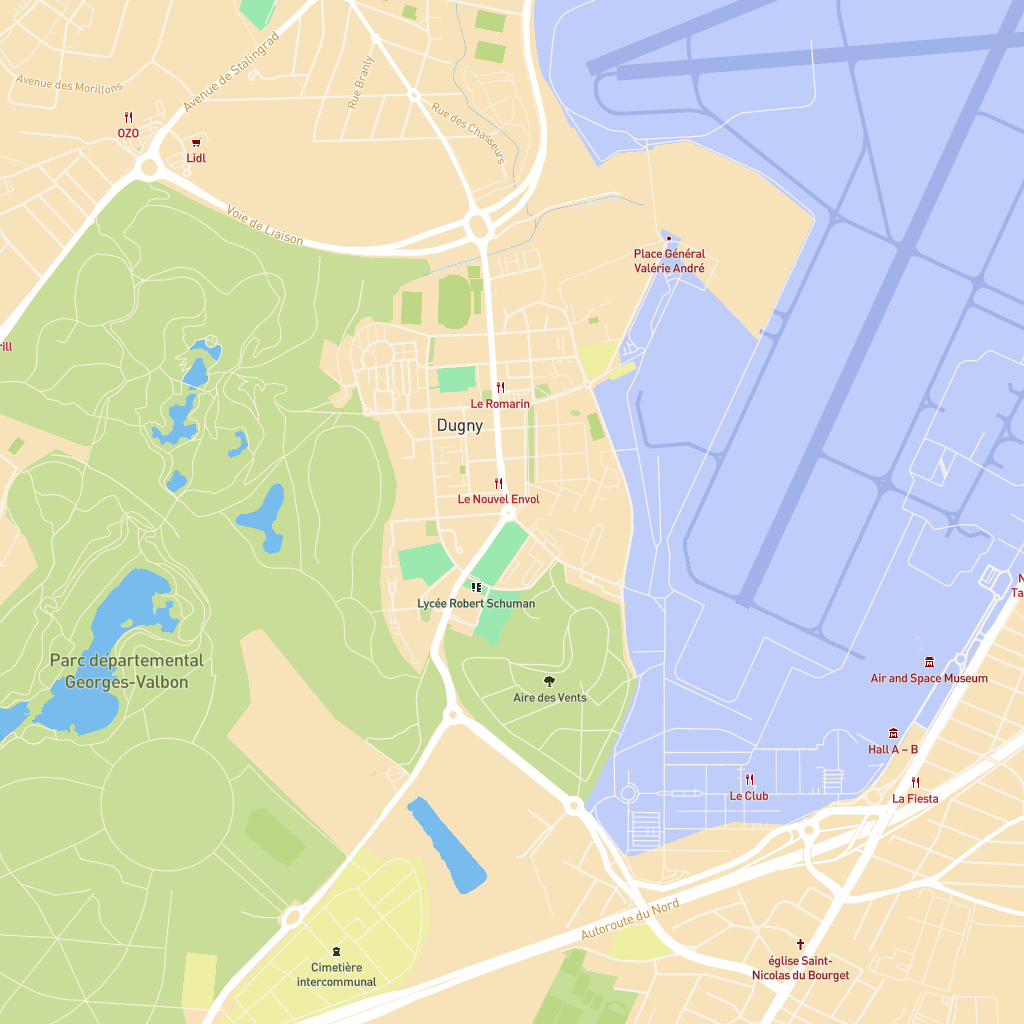 Avenue de Stalingrad
Avenue des Morillons
Rue Branly
Rue des Chasseurs
OZO
Lidl
Voie de Liaison
Place Général
Valérie André
ill
Le Romarin
Dugny
Le Nouvel Envol
Lycée Robert Schuman
N
Ta
Parc départemental
Georges-Valbon
Aire des Vents
Air and Space Museum
Hall A – B
Le Club
La Fiesta
Autoroute du Nord
Cimetière
intercommunal
église Saint-
Nicolas du Bourget